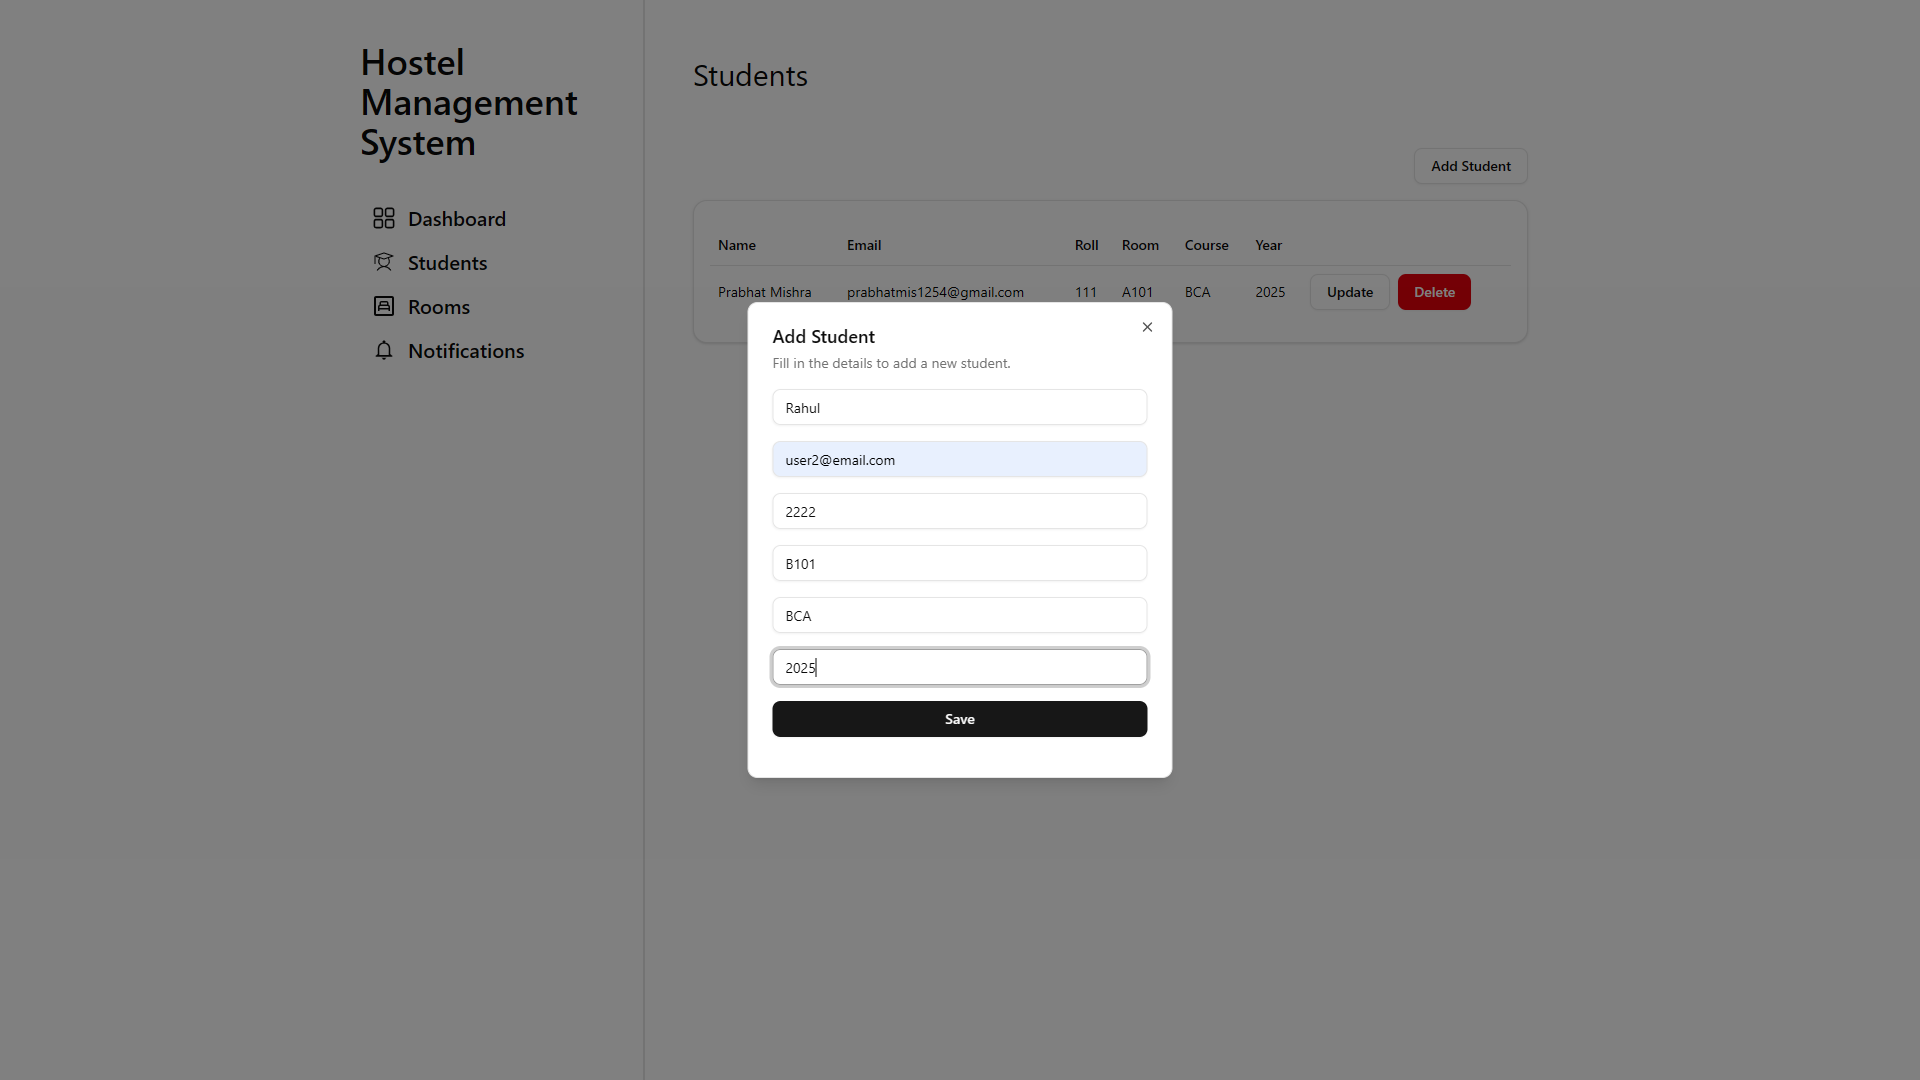 Hostel
Management
System
Dashboard
Students
Rooms
Notifications
Students
Add Student
Name Email Roll Room Course Year
Prabhat Mishra prabhatmis1254@gmail.com 111 A101 BCA 2025 Update Delete
Add Student
Fill in the details to add a new student.
Rahul
user2@email.com
2222
B101
BCA
2025
Save